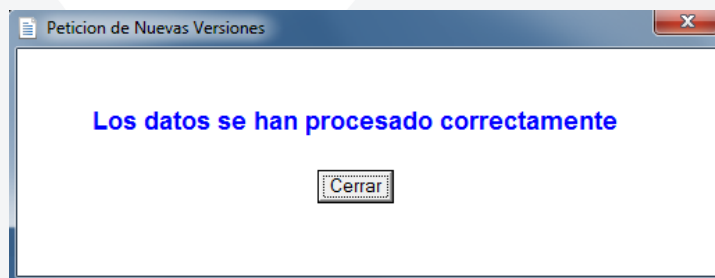 Peticion de Nuevas Versiones
Los datos se han procesado correctamente
Cerrar